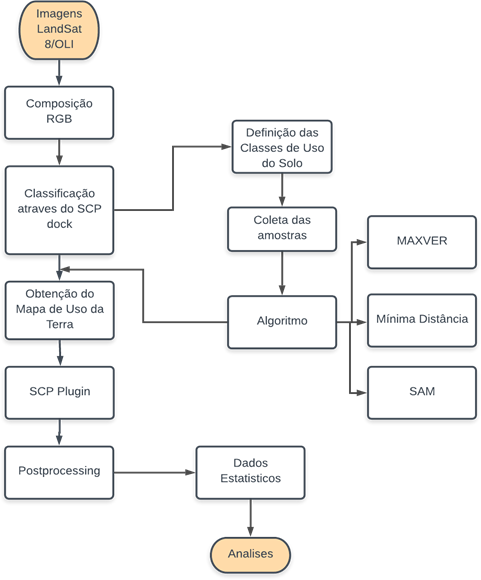 Imagens
LandSat
8/OLI
Composição
RGB
Classificação
atraves do SCP
dock
Definição das
Classes de Uso
do Solo
Coleta das
amostras
Algoritmo
MAXVER
Mínima Distância
SAM
Obtenção do
Mapa de Uso da
Terra
SCP Plugin
Postprocessing
Dados
Estatisticos
Analises